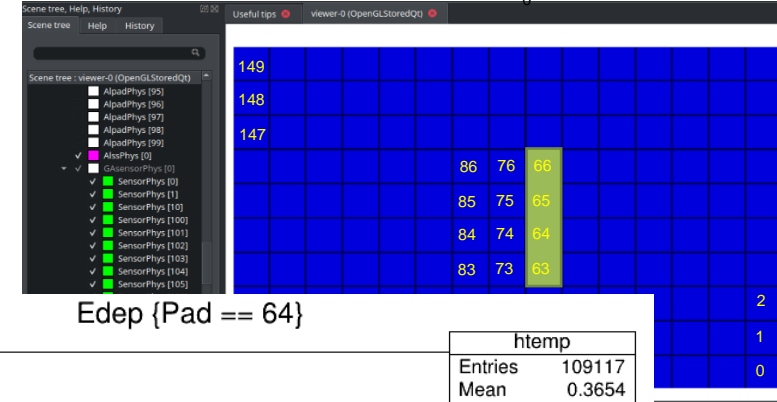 Scene tree, Help, History
Scene tree Help History
Useful tips viewer-0 (OpenGLStoredQt)
Scene tree : viewer-0 (OpenGLStoredQt)
AlpadPhys [95]
AlpadPhys [96]
AlpadPhys [97]
AlpadPhys [98]
AlpadPhys [99]
AlssPhys [0]
GAsensorPhys [0]
SensorPhys [0]
SensorPhys [1]
SensorPhys [10]
SensorPhys [100]
SensorPhys [101]
SensorPhys [102]
SensorPhys [103]
SensorPhys [104]
SensorPhys [105]
149
148
147
86 76 66
85 75 65
84 74 64
83 73 63
2
1
0
Edep {Pad == 64}
htemp
Entries 109117
Mean 0.3654